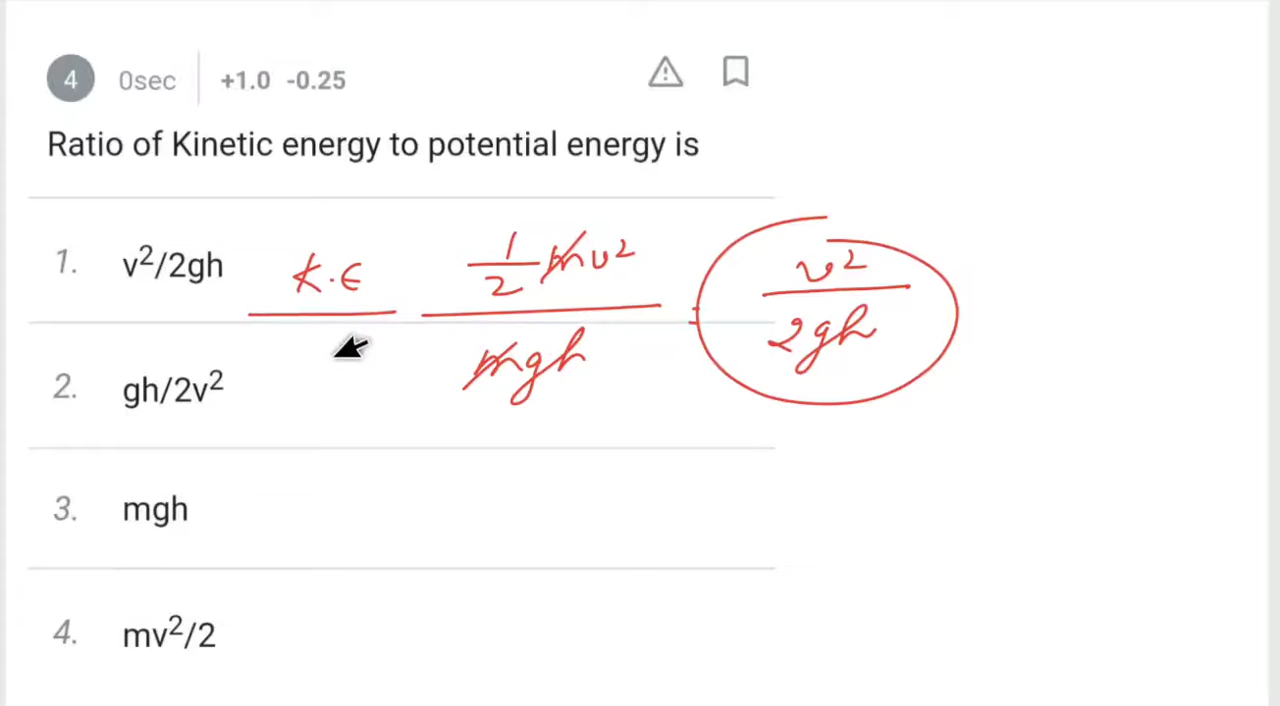 4 0sec +1.0 -0.25
Ratio of Kinetic energy to potential energy is
1. v²/2gh
K.E
1/2 mv²
mgh
= v²/2gh
2. gh/2v²
3. mgh
4. mv²/2